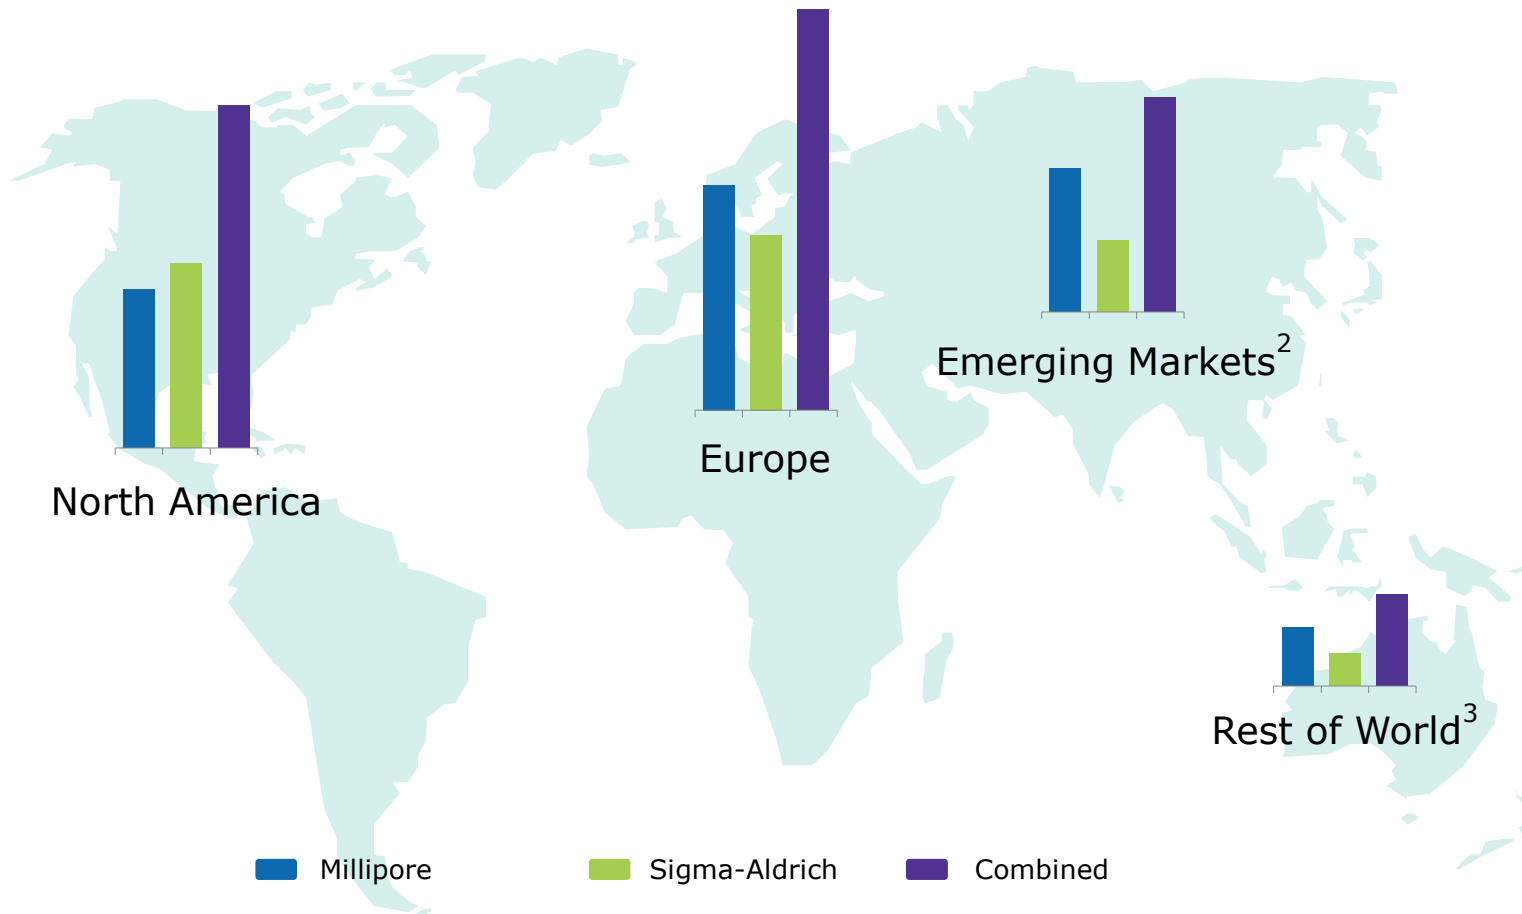 Emerging Markets2
Europe
North America
Rest of World3
Millipore
Sigma-Aldrich
Combined